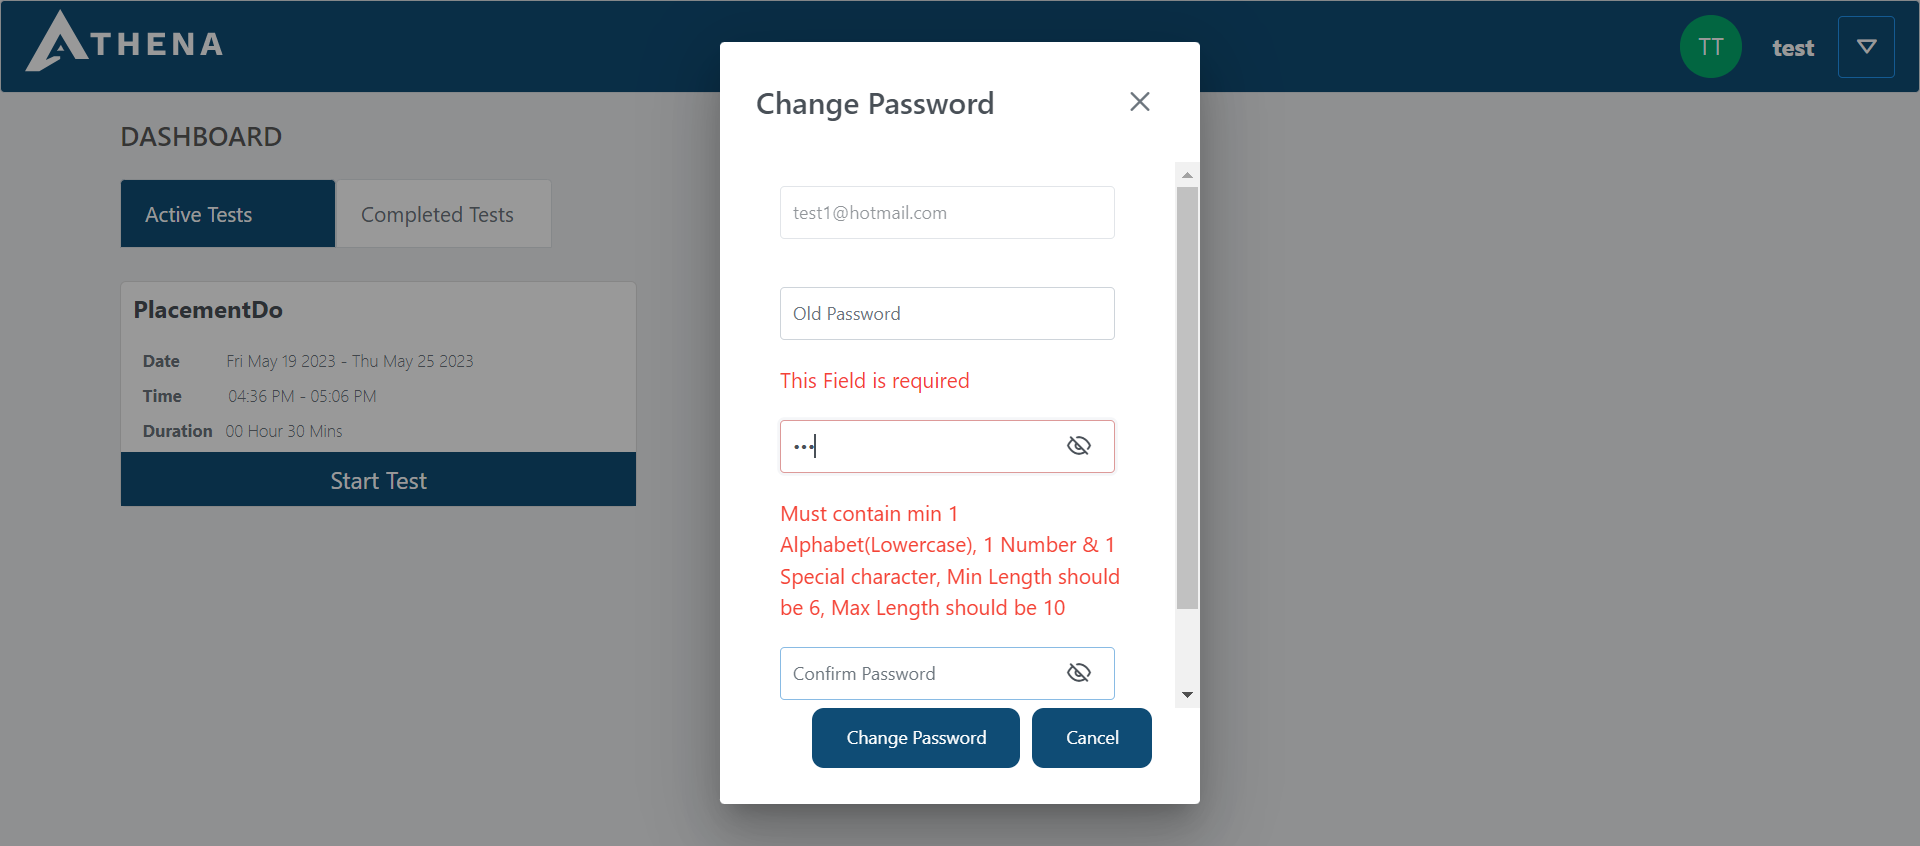 ATHENA
TT
test
DASHBOARD
Active Tests
Completed Tests
PlacementDo
Date Fri May 19 2023 - Thu May 25 2023
Time 04:36 PM - 05:06 PM
Duration 00 Hour 30 Mins
Start Test
Change Password
test1@hotmail.com
Old Password
This Field is required
Must contain min 1
Alphabet(Lowercase), 1 Number & 1
Special character, Min Length should
be 6, Max Length should be 10
Confirm Password
Change Password
Cancel